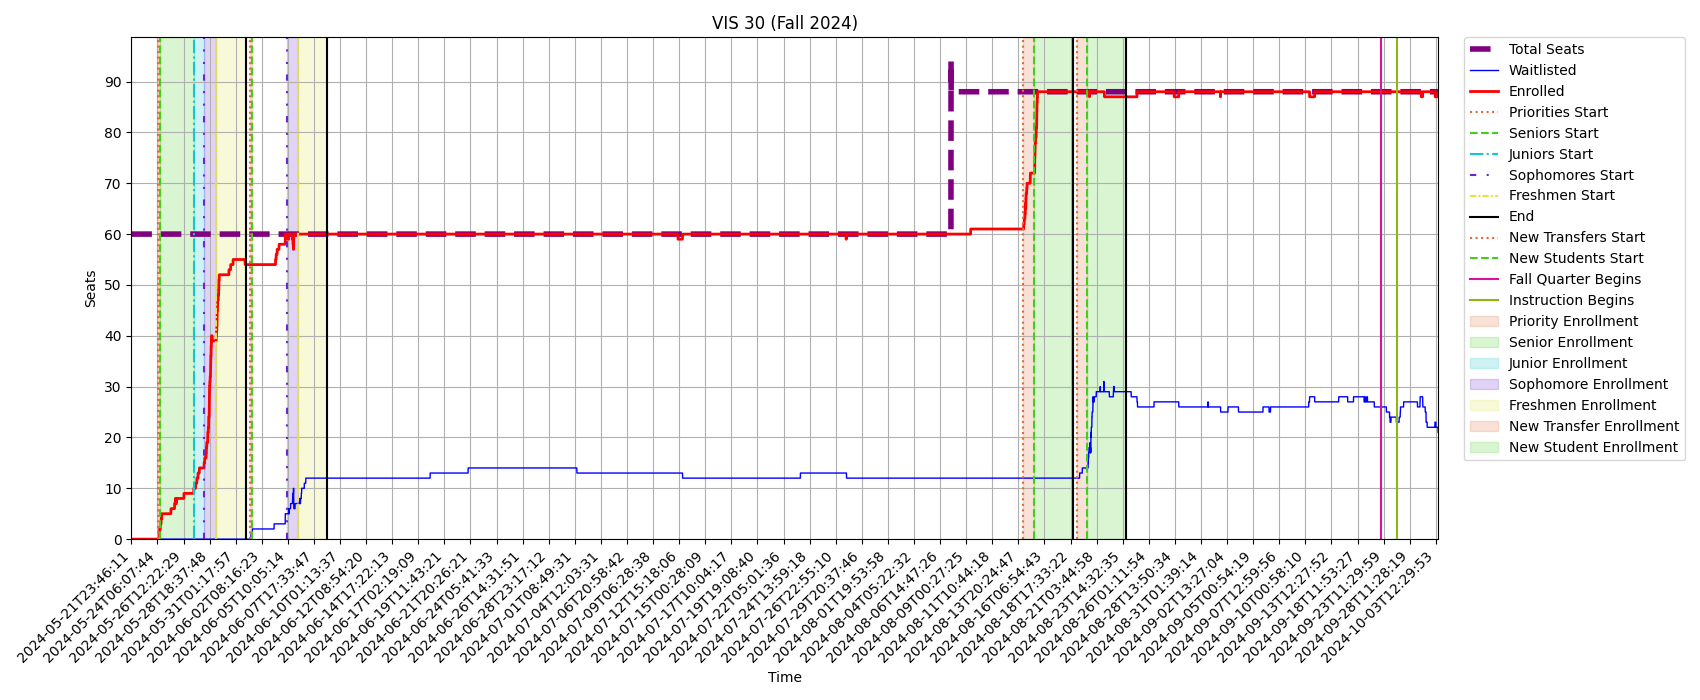 VIS 30 (Fall 2024)
Seats
90
80
70
60
50
40
30
20
10
0
2024-05-21T23:46:11
2024-05-24T06:07:44
2024-05-26T12:22:29
2024-05-28T18:37:48
2024-05-31T01:17:57
2024-06-02T08:16:23
2024-06-05T10:05:14
2024-06-07T17:33:47
2024-06-10T01:13:37
2024-06-12T08:54:20
2024-06-14T17:22:13
2024-06-17T02:19:09
2024-06-19T11:43:21
2024-06-21T20:26:21
2024-06-24T05:41:33
2024-06-26T14:31:51
2024-06-28T23:17:12
2024-07-01T08:49:31
2024-07-04T12:03:31
2024-07-06T20:58:42
2024-07-09T06:28:38
2024-07-12T15:18:06
2024-07-15T00:28:09
2024-07-17T10:04:17
2024-07-19T19:08:40
2024-07-22T05:01:36
2024-07-24T13:59:18
2024-07-26T22:55:10
2024-07-29T20:37:46
2024-08-01T19:53:58
2024-08-04T05:22:32
2024-08-06T14:47:26
2024-08-09T00:27:25
2024-08-11T10:44:18
2024-08-13T20:24:47
2024-08-16T06:54:43
2024-08-18T17:33:22
2024-08-21T03:44:58
2024-08-23T14:32:35
2024-08-26T01:11:54
2024-08-28T13:50:34
2024-08-31T01:39:14
2024-09-02T13:27:04
2024-09-05T00:54:19
2024-09-07T12:59:56
2024-09-10T00:58:10
2024-09-13T12:27:52
2024-09-18T11:53:27
2024-09-23T11:29:59
2024-09-28T11:28:19
2024-10-03T12:29:53
Time
Total Seats
Waitlisted
Enrolled
Priorities Start
Seniors Start
Juniors Start
Sophomores Start
Freshmen Start
End
New Transfers Start
New Students Start
Fall Quarter Begins
Instruction Begins
Priority Enrollment
Senior Enrollment
Junior Enrollment
Sophomore Enrollment
Freshmen Enrollment
New Transfer Enrollment
New Student Enrollment